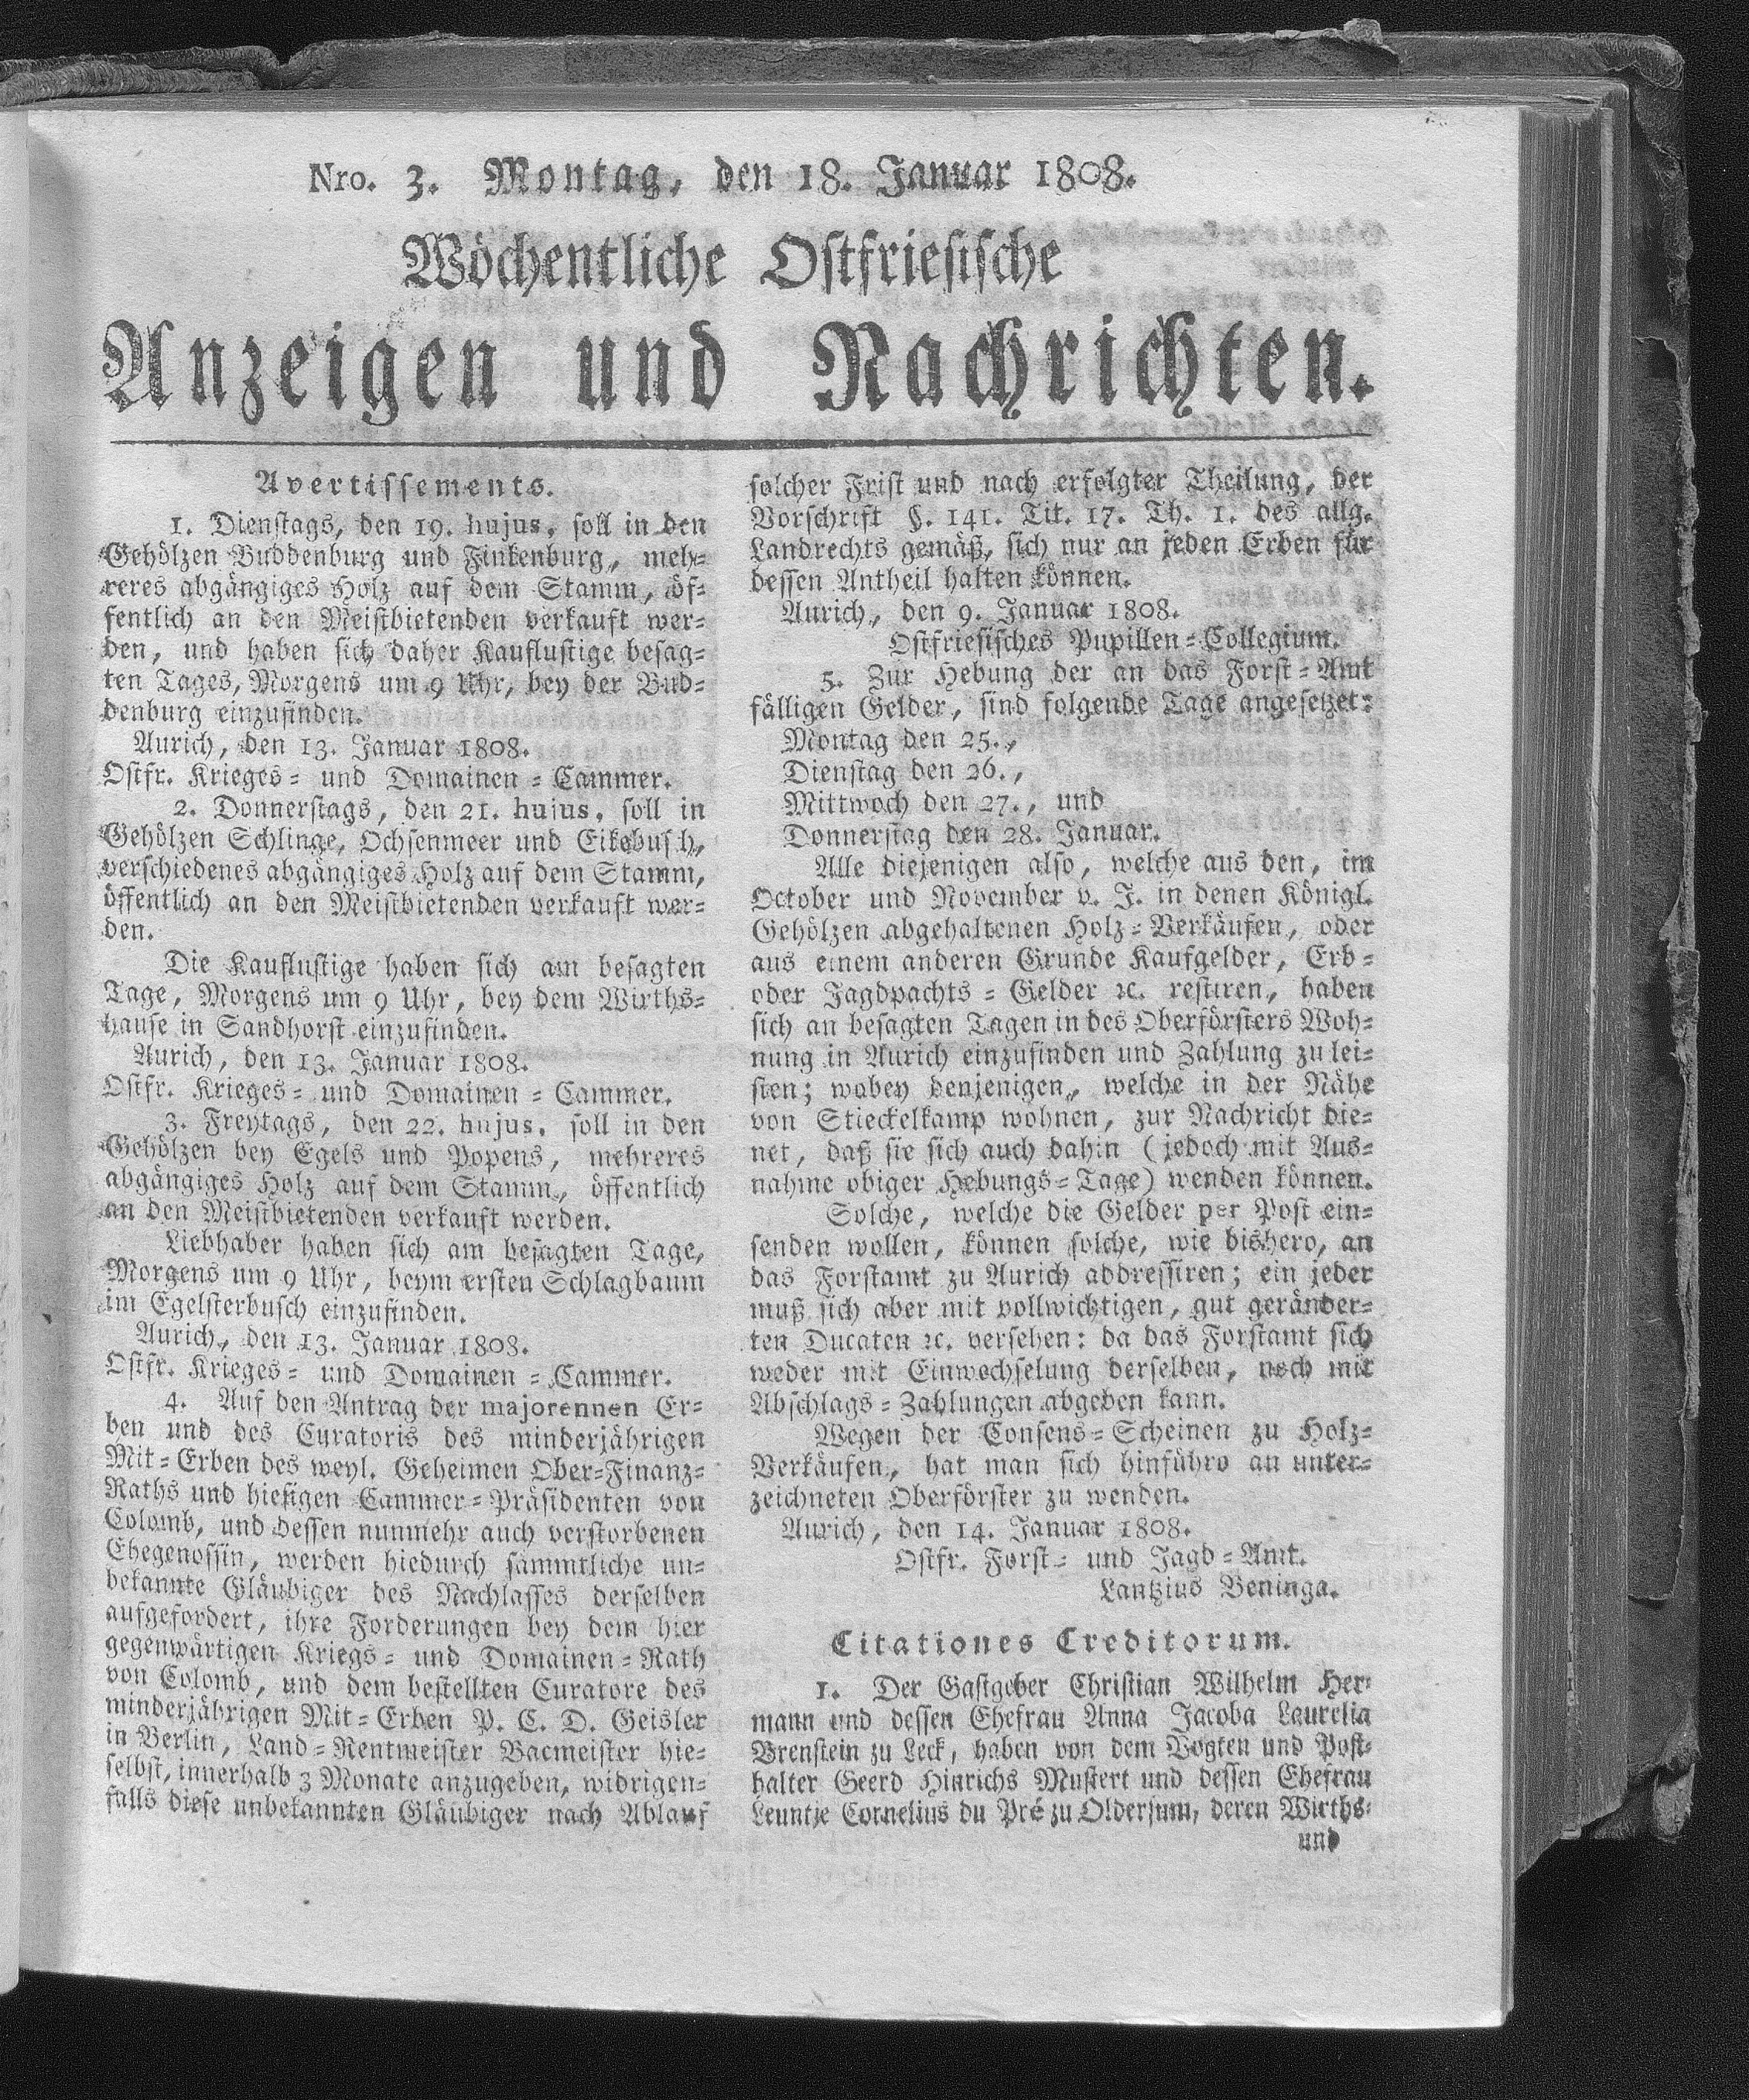 Nro. 3. Montag, den 18. Januar 1808.
Wöchentliche Ostfriesische
Anzeigen und Nachrichten.
Avertissements.
1. Dienstags, den 19. hujus, soll in den
Gehölzen Buddenburg und Finkenburg, meh-
reres abgängiges Holz auf dem Stamm, öf-
fentlich an den Meistbietenden verkauft wer-
den, und haben sich daher Kauflustige besag-
ten Tages, Morgens um 9 Uhr, bey der Bud-
denburg einzufinden.
Aurich, den 13. Januar 1808.
Ostfr. Krieges- und Domainen-Cammer.
2. Donnerstags, den 21. hujus, soll in
Gehölzen Schlinge, Ochsenmeer und Eikebusch,
verschiedenes abgängiges Holz auf dem Stamm,
öffentlich an den Meistbietenden verkauft wer-
den.
Die Kauflustige haben sich am besagten
Tage, Morgens um 9 Uhr, bey dem Wirths-
hause in Sandhorst einzufinden.
Aurich, den 13. Januar 1808.
Ostfr. Krieges- und Domainen-Cammer.
3. Freytags, den 22. hujus, soll in den
Gehölzen bey Egels und Popens, mehreres
abgängiges Holz auf dem Stamm, öffentlich
an den Meistbietenden verkauft werden.
Liebhaber haben sich am besagten Tage,
Morgens um 9 Uhr, beym ersten Schlagbaum
im Egelsterbusch einzufinden.
Aurich, den 13. Januar 1808.
Ostfr. Krieges- und Domainen-Cammer.
4. Auf den Antrag der majorennen Er-
ben und des Curatoris des minderjährigen
Mit-Erben des weyl. Geheimen Ober-Finanz-
Raths und hiesigen Cammer-Präsidenten von
Colomb, und dessen nunmehr auch verstorbenen
Ehegenossin, werden hiedurch sämmtliche un-
bekannte Gläubiger des Nachlasses derselben
aufgefordert, ihre Forderungen bey dem hier
gegenwärtigen Kriegs- und Domainen-Rath
von Colomb, und dem bestellten Curatore des
minderjährigen Mit-Erben P. C. D. Geisler
in Berlin, Land-Rentmeister Bacmeister hie-
selbst, innerhalb 3 Monate anzugeben, widrigen-
falls diese unbekannten Gläubiger nach Ablauf
solcher Frist und nach erfolgter Theilung, der
Vorschrift §. 141. Tit. 17. Th. 1. des allg.
Landrechts gemäß, sich nur an jeden Erben für
dessen Antheil halten können.
Aurich, den 9. Januar 1808.
Ostfriesisches Pupillen-Collegium.
5. Zur Hebung der an das Forst-Amt
fälligen Gelder, sind folgende Tage angesetzet:
Montag den 25.,
Dienstag den 26.,
Mittwoch den 27., und
Donnerstag den 28. Januar.
Alle diejenigen also, welche aus den, im
October und November v. J. in denen Königl.
Gehölzen abgehaltenen Holz-Verkäufen, oder
aus einem anderen Grunde Kaufgelder, Erb-
oder Jagdpachts-Gelder ꝛc. restiren, haben
sich an besagten Tagen in des Oberförsters Woh-
nung in Aurich einzufinden und Zahlung zu lei-
sten; wobey denjenigen, welche in der Nähe
von Stieckelkamp wohnen, zur Nachricht die-
net, daß sie sich auch dahin (jedoch mit Aus-
nahme obiger Hebungs-Tage) wenden können.
Solche, welche die Gelder per Post ein-
senden wollen, können solche, wie bishero, an
das Forstamt zu Aurich addressiren; ein jeder
muß sich aber mit vollwichtigen, gut geränder-
ten Ducaten ꝛc. versehen: da das Forstamt sich
weder mit Einwechselung derselben, noch mit
Abschlags-Zahlungen abgeben kann.
Wegen der Consens-Scheinen zu Holz-
Verkäufen, hat man sich hinführo an unter-
zeichneten Oberförster zu wenden.
Aurich, den 14. Januar 1808.
Ostfr. Forst- und Jagd-Amt.
Lantzius Beninga.
Citationes Creditorum.
1. Der Gastgeber Christian Wilhelm Her-
mann und dessen Ehefrau Anna Jacoba Laurelia
Brenstein zu Leck, haben von dem Vogten und Post-
halter Geerd Hinrichs Mustert und dessen Ehefrau
Leuntje Cornelius du Pré zu Oldersum, deren Wirths-
und